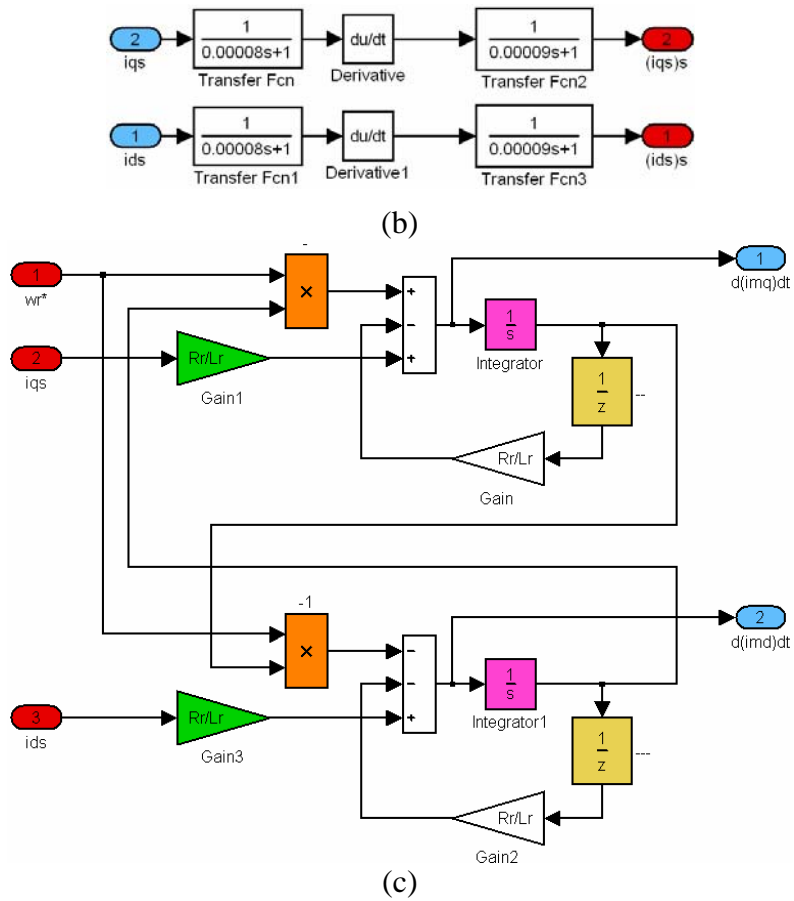 2
iqs
1
0.00008s+1
Transfer Fcn
du/dt
Derivative
1
0.00009s+1
Transfer Fcn2
2
(iqs)s
1
ids
1
0.00008s+1
Transfer Fcn1
du/dt
Derivative1
1
0.00009s+1
Transfer Fcn3
1
(ids)s
(b)
1
wr*
-
×
+
-
+
1
d(imq)dt
2
iqs
Rr/Lr
Gain1
1
s
Integrator
1
z
--
Rr/Lr
Gain
-1
×
-
-
+
2
d(imd)dt
3
ids
Rr/Lr
Gain3
1
s
Integrator1
1
z
---
Rr/Lr
Gain2
(c)